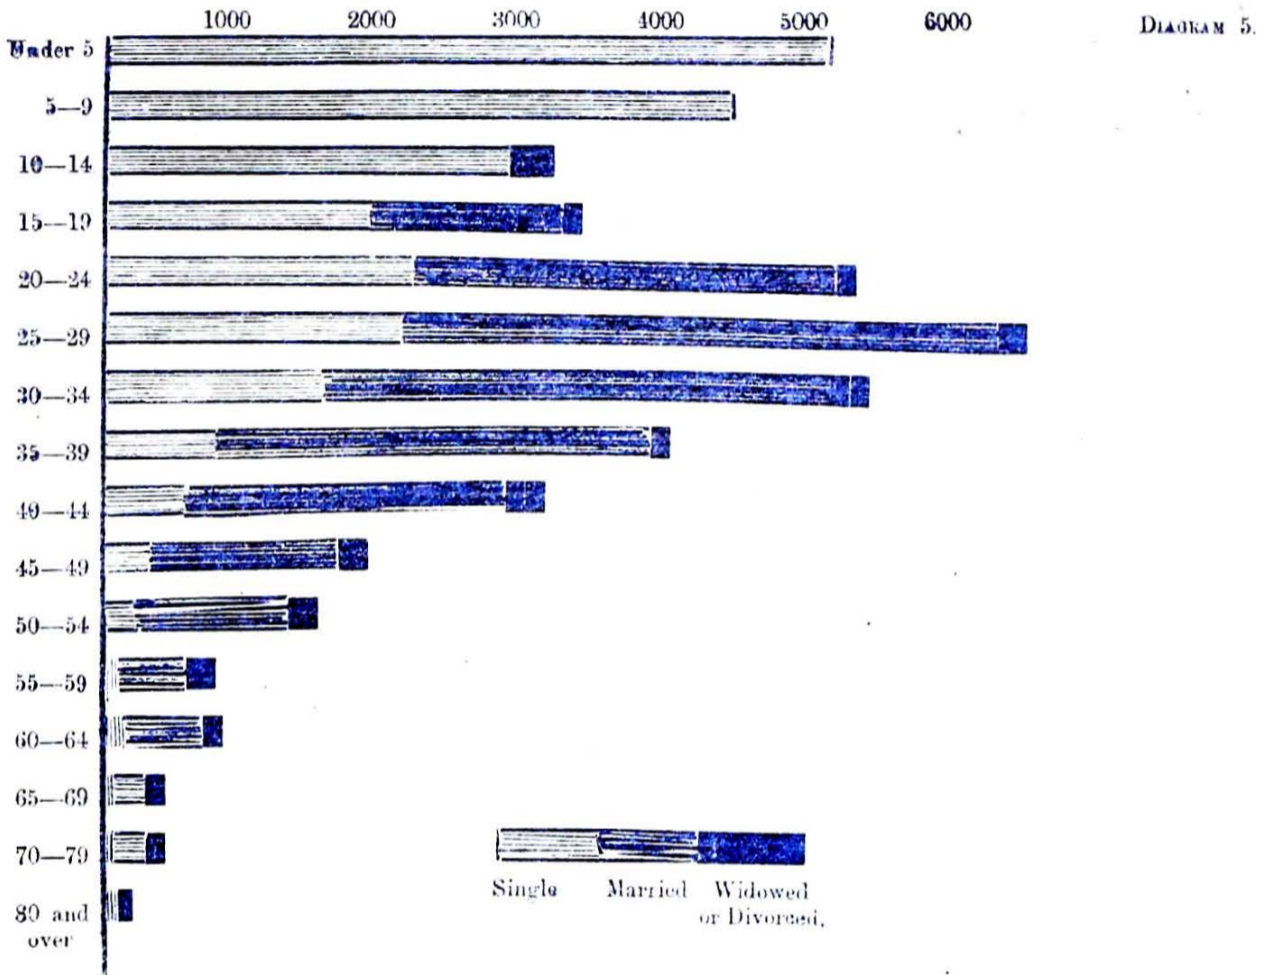 1000 2000 3000 4000 5000 6000 DIAGRAM 5.
Under 5
5—9
10—14
15—19
20—24
25—29
30—34
35—39
40—44
45—49
50—54
55—59
60—64
65—69
70—79
80 and
over
Single Married Widowed
or Divorced.